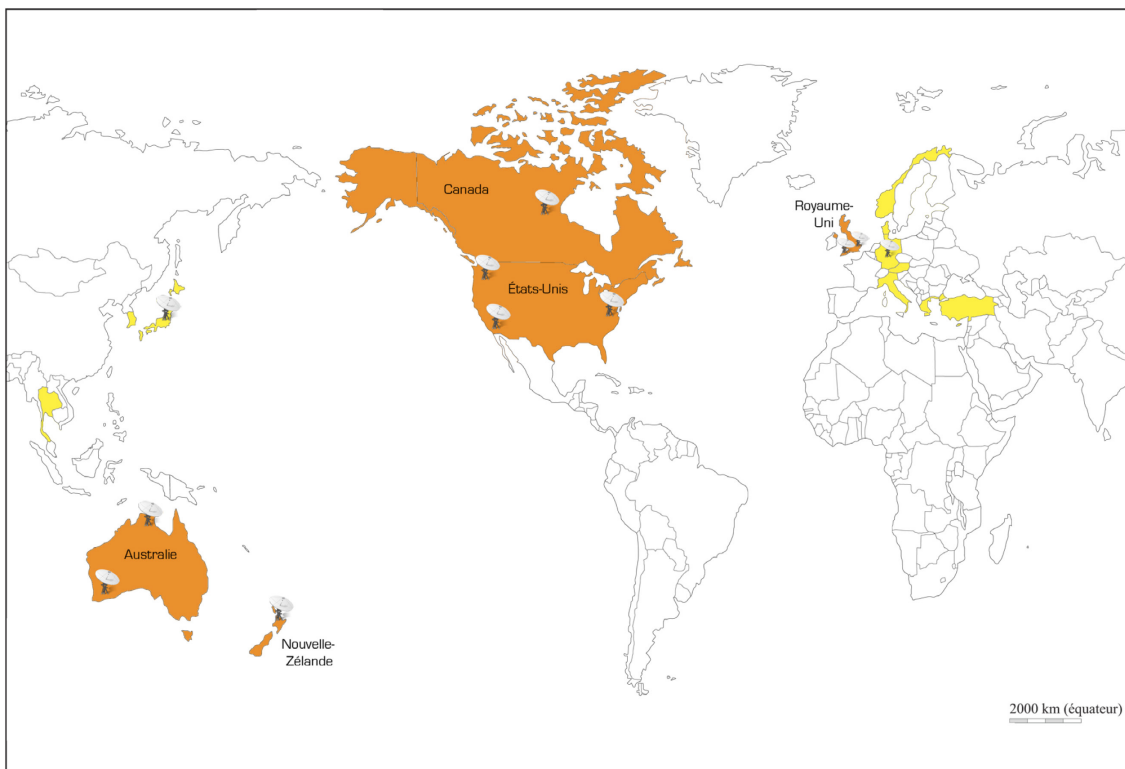 Canada
Royaume-
Uni
États-Unis
Australie
Nouvelle-
Zélande
2000 km (équateur)